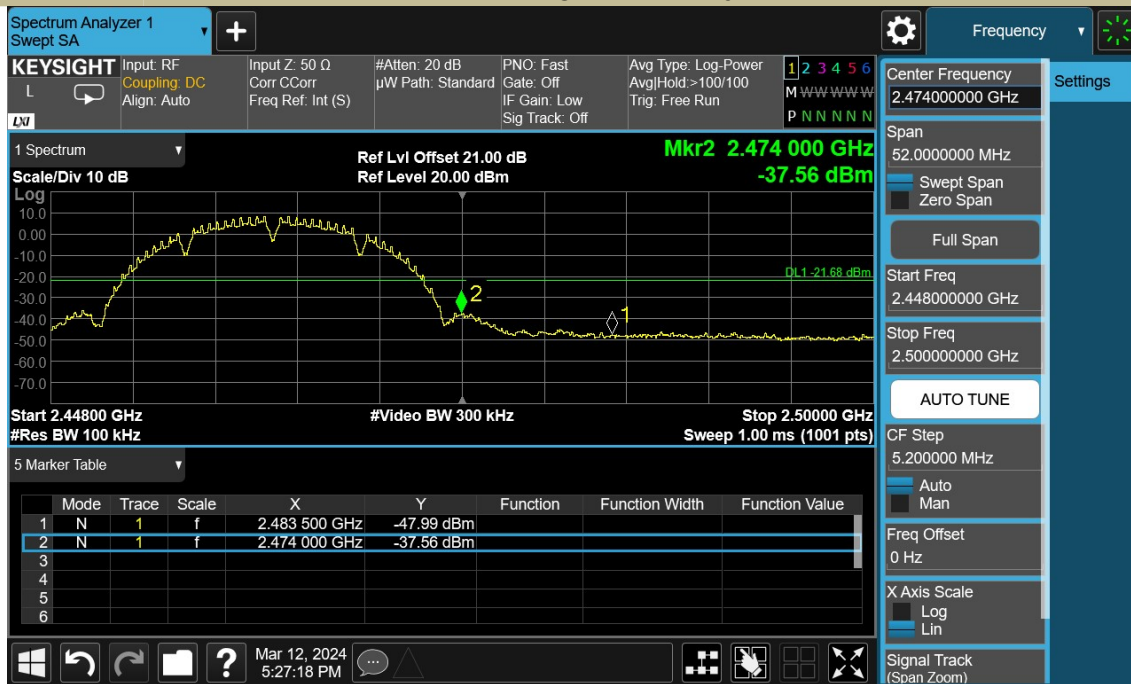 Spectrum Analyzer 1
Swept SA
+
Frequency
KEYSIGHT
L
LXI
Input: RF
Coupling: DC
Align: Auto
Input Z: 50 Ω
Corr CCorr
Freq Ref: Int (S)
#Atten: 20 dB
µW Path: Standard
PNO: Fast
Gate: Off
IF Gain: Low
Sig Track: Off
Avg Type: Log-Power
Avg|Hold:>100/100
Trig: Free Run
1 2 3 4 5 6
M W W W W W
P N N N N N
1 Spectrum
Scale/Div 10 dB
Ref Lvl Offset 21.00 dB
Ref Level 20.00 dBm
Mkr2 2.474 000 GHz
-37.56 dBm
Log
10.0
0.00
-10.0
-20.0
-30.0
-40.0
-50.0
-60.0
-70.0
DL1 -21.68 dBm
2
1
Start 2.44800 GHz
#Res BW 100 kHz
#Video BW 300 kHz
Stop 2.50000 GHz
Sweep 1.00 ms (1001 pts)
5 Marker Table
Mode Trace Scale X Y Function Function Width Function Value
1 N 1 f 2.483 500 GHz -47.99 dBm
2 N 1 f 2.474 000 GHz -37.56 dBm
3
4
5
6
? Mar 12, 2024
5:27:18 PM
Center Frequency
2.474000000 GHz
Settings
Span
52.0000000 MHz
Swept Span
Zero Span
Full Span
Start Freq
2.448000000 GHz
Stop Freq
2.500000000 GHz
AUTO TUNE
CF Step
5.200000 MHz
Auto
Man
Freq Offset
0 Hz
X Axis Scale
Log
Lin
Signal Track
(Span Zoom)